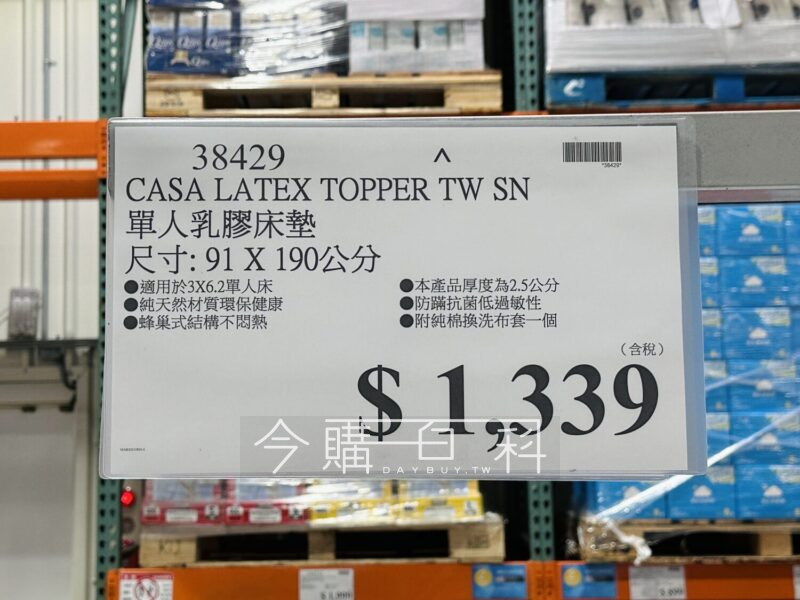 38429
^
*38429*
CASA LATEX TOPPER TW SN
單人乳膠床墊
尺寸: 91 X 190公分
●適用於3X6.2單人床
●純天然材質環保健康
●蜂巢式結構不悶熱
●本產品厚度為2.5公分
●防蹣抗菌低過敏性
●附純棉換洗布套一個
(含稅)
$ 1,339
今購百科
DAYBUY.TW